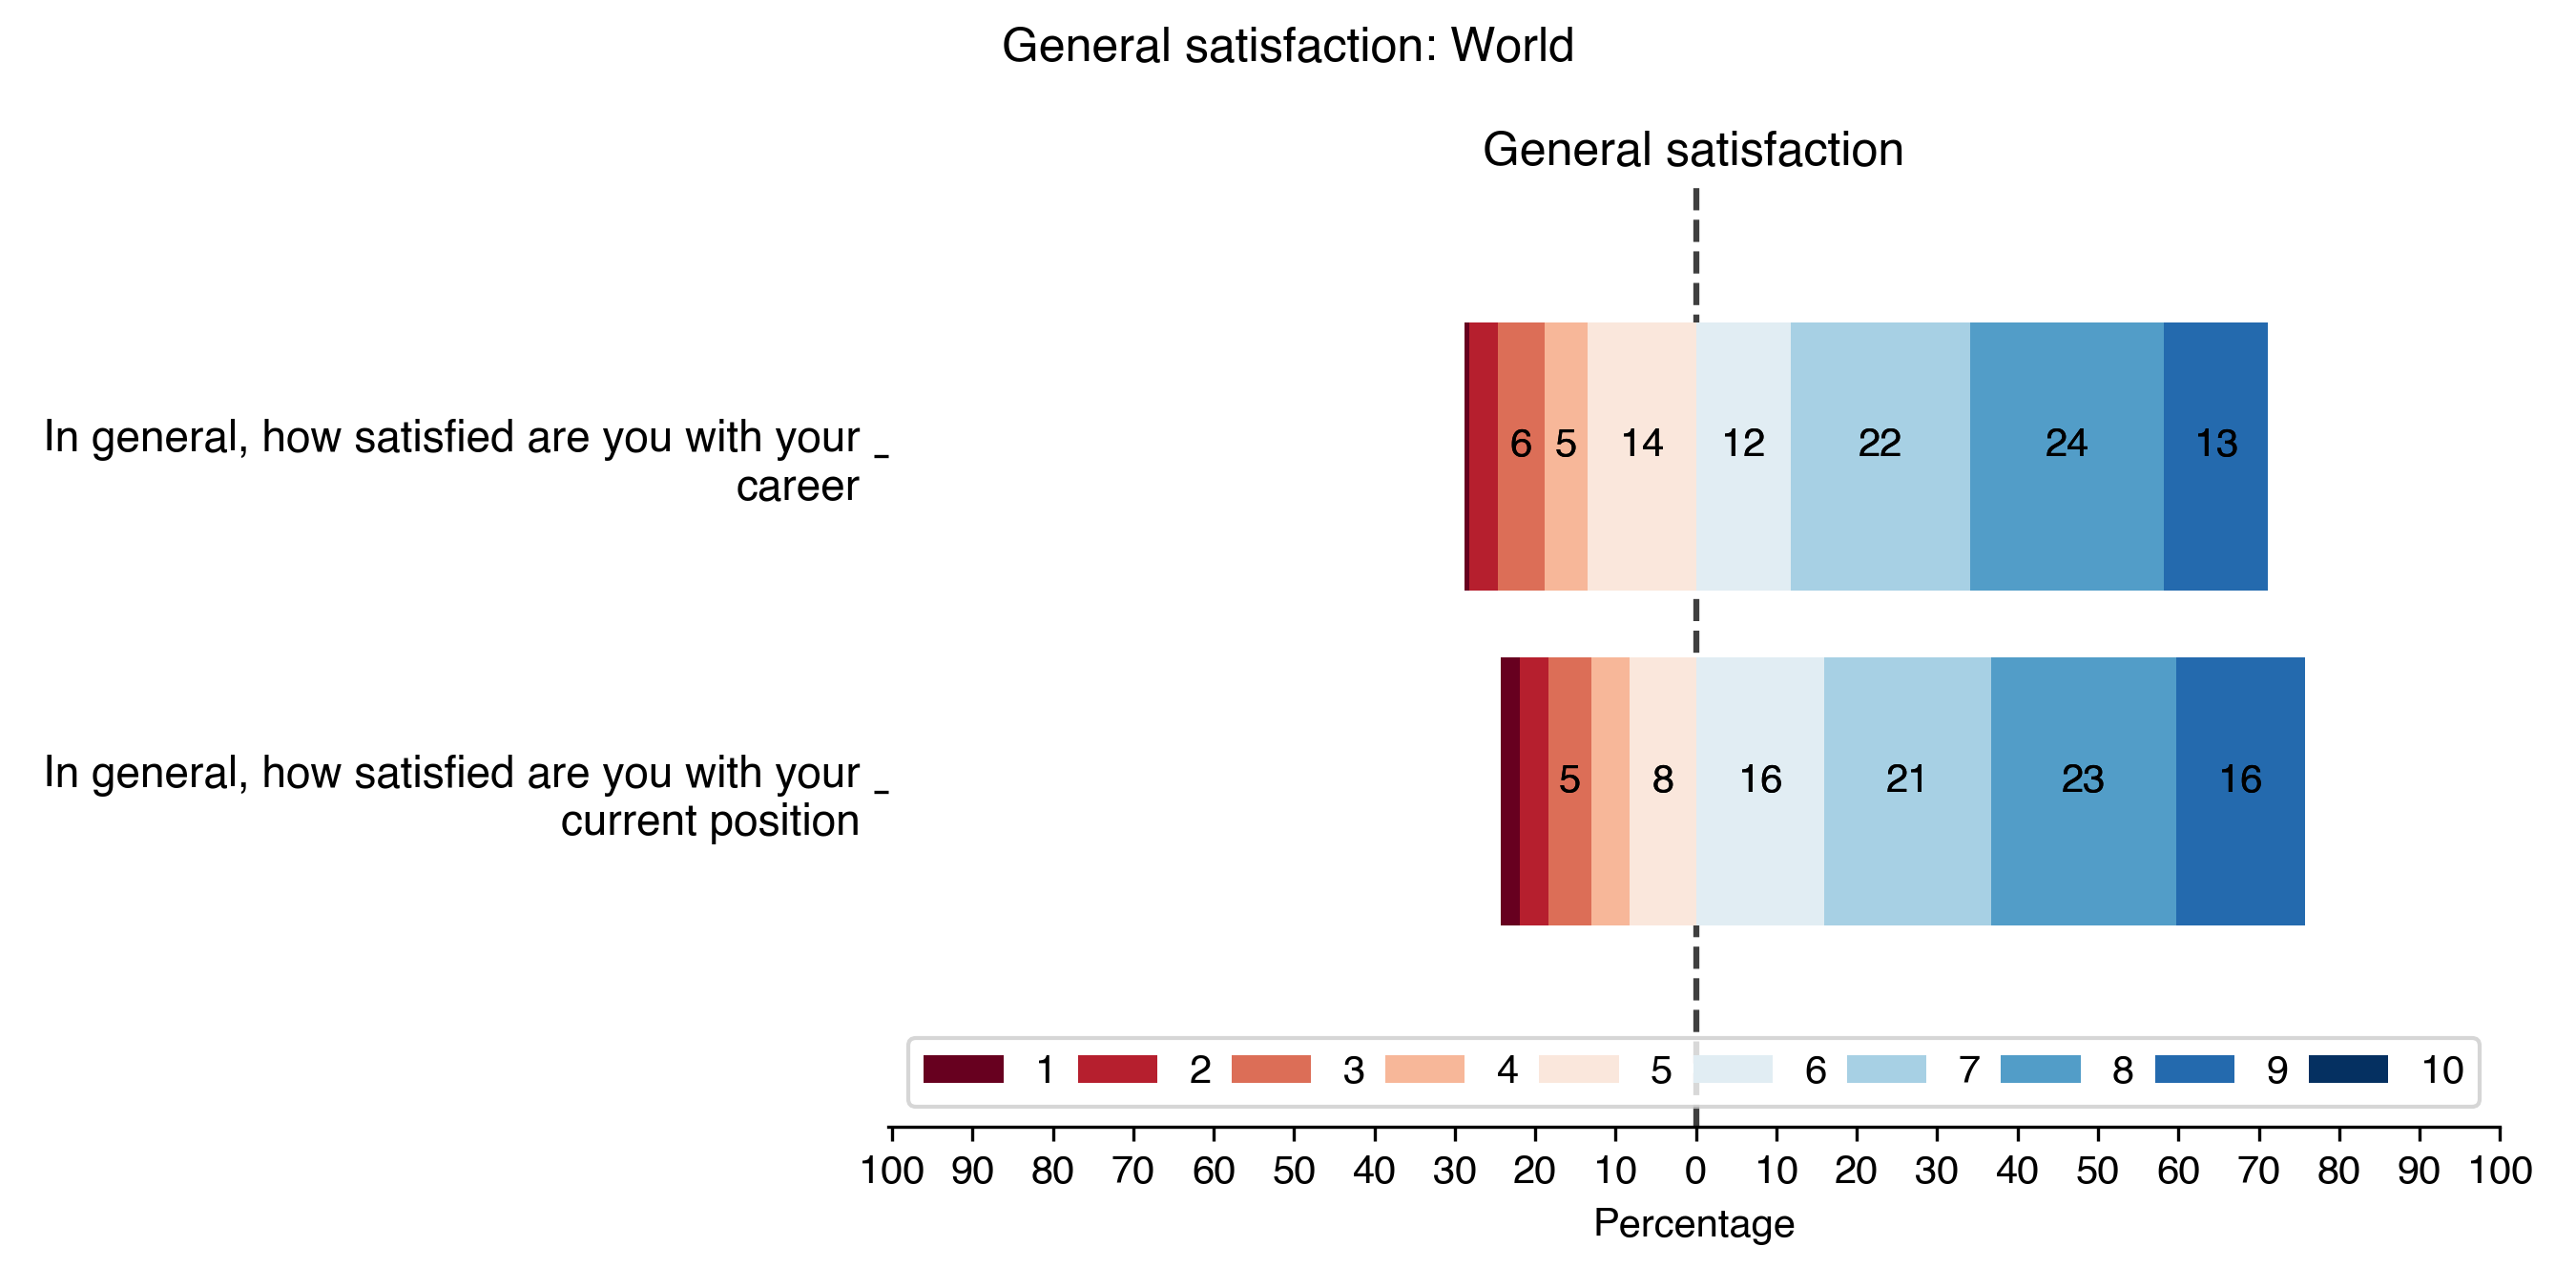 General satisfaction: World
General satisfaction
In general, how satisfied are you with your
career
6 5 14 12 22 24 13
In general, how satisfied are you with your
current position
5 8 16 21 23 16
1 2 3 4 5 6 7 8 9 10
100 90 80 70 60 50 40 30 20 10 0 10 20 30 40 50 60 70 80 90 100
Percentage